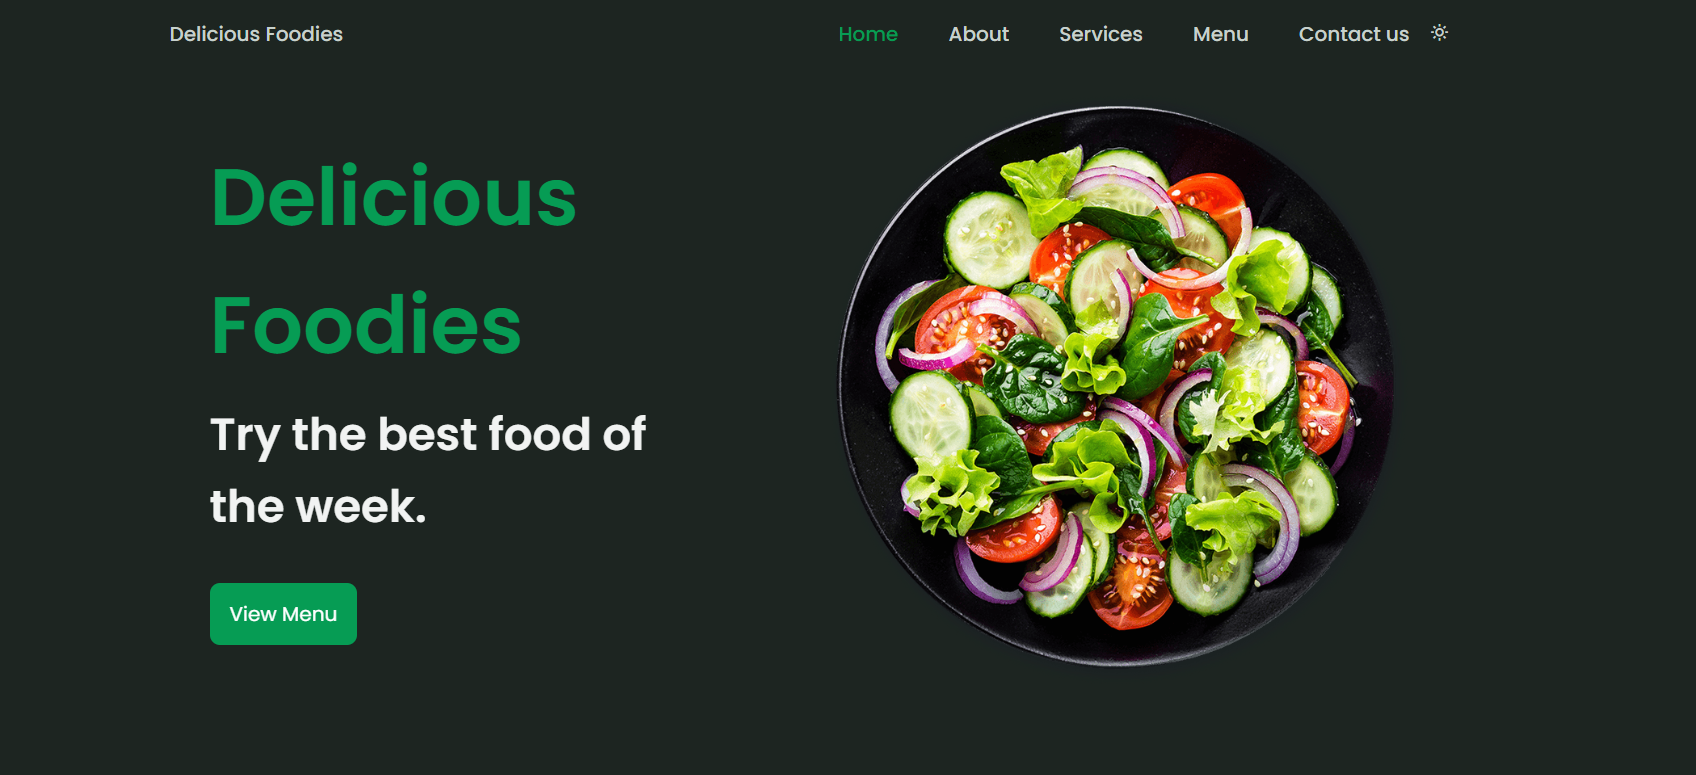 Delicious Foodies
Home About Services Menu Contact us
Delicious
Foodies
Try the best food of
the week.
View Menu